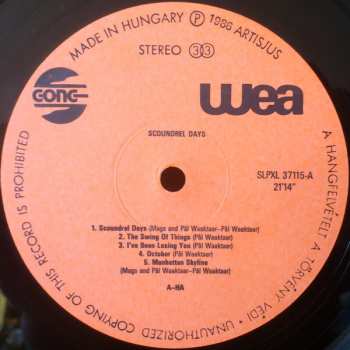 MADE IN HUNGARY Ⓟ 1986 ARTISJUS
STEREO 33
GONG
wea
SCOUNDREL DAYS
SLPXL 37115-A
21'14"
1. Scoundrel Days (Mags and Pål Waaktaar-Pål Waaktaar)
2. The Swing Of Things (Pål Waaktaar)
3. I've Been Losing You (Pål Waaktaar)
4. October (Pål Waaktaar)
5. Manhattan Skyline
(Mags and Pål Waaktaar-Pål Waaktaar)
A-HA
A HANGFELVÉTELT A TÖRVÉNY VÉDI · UNAUTHORIZED COPYING OF THIS RECORD IS PROHIBITED